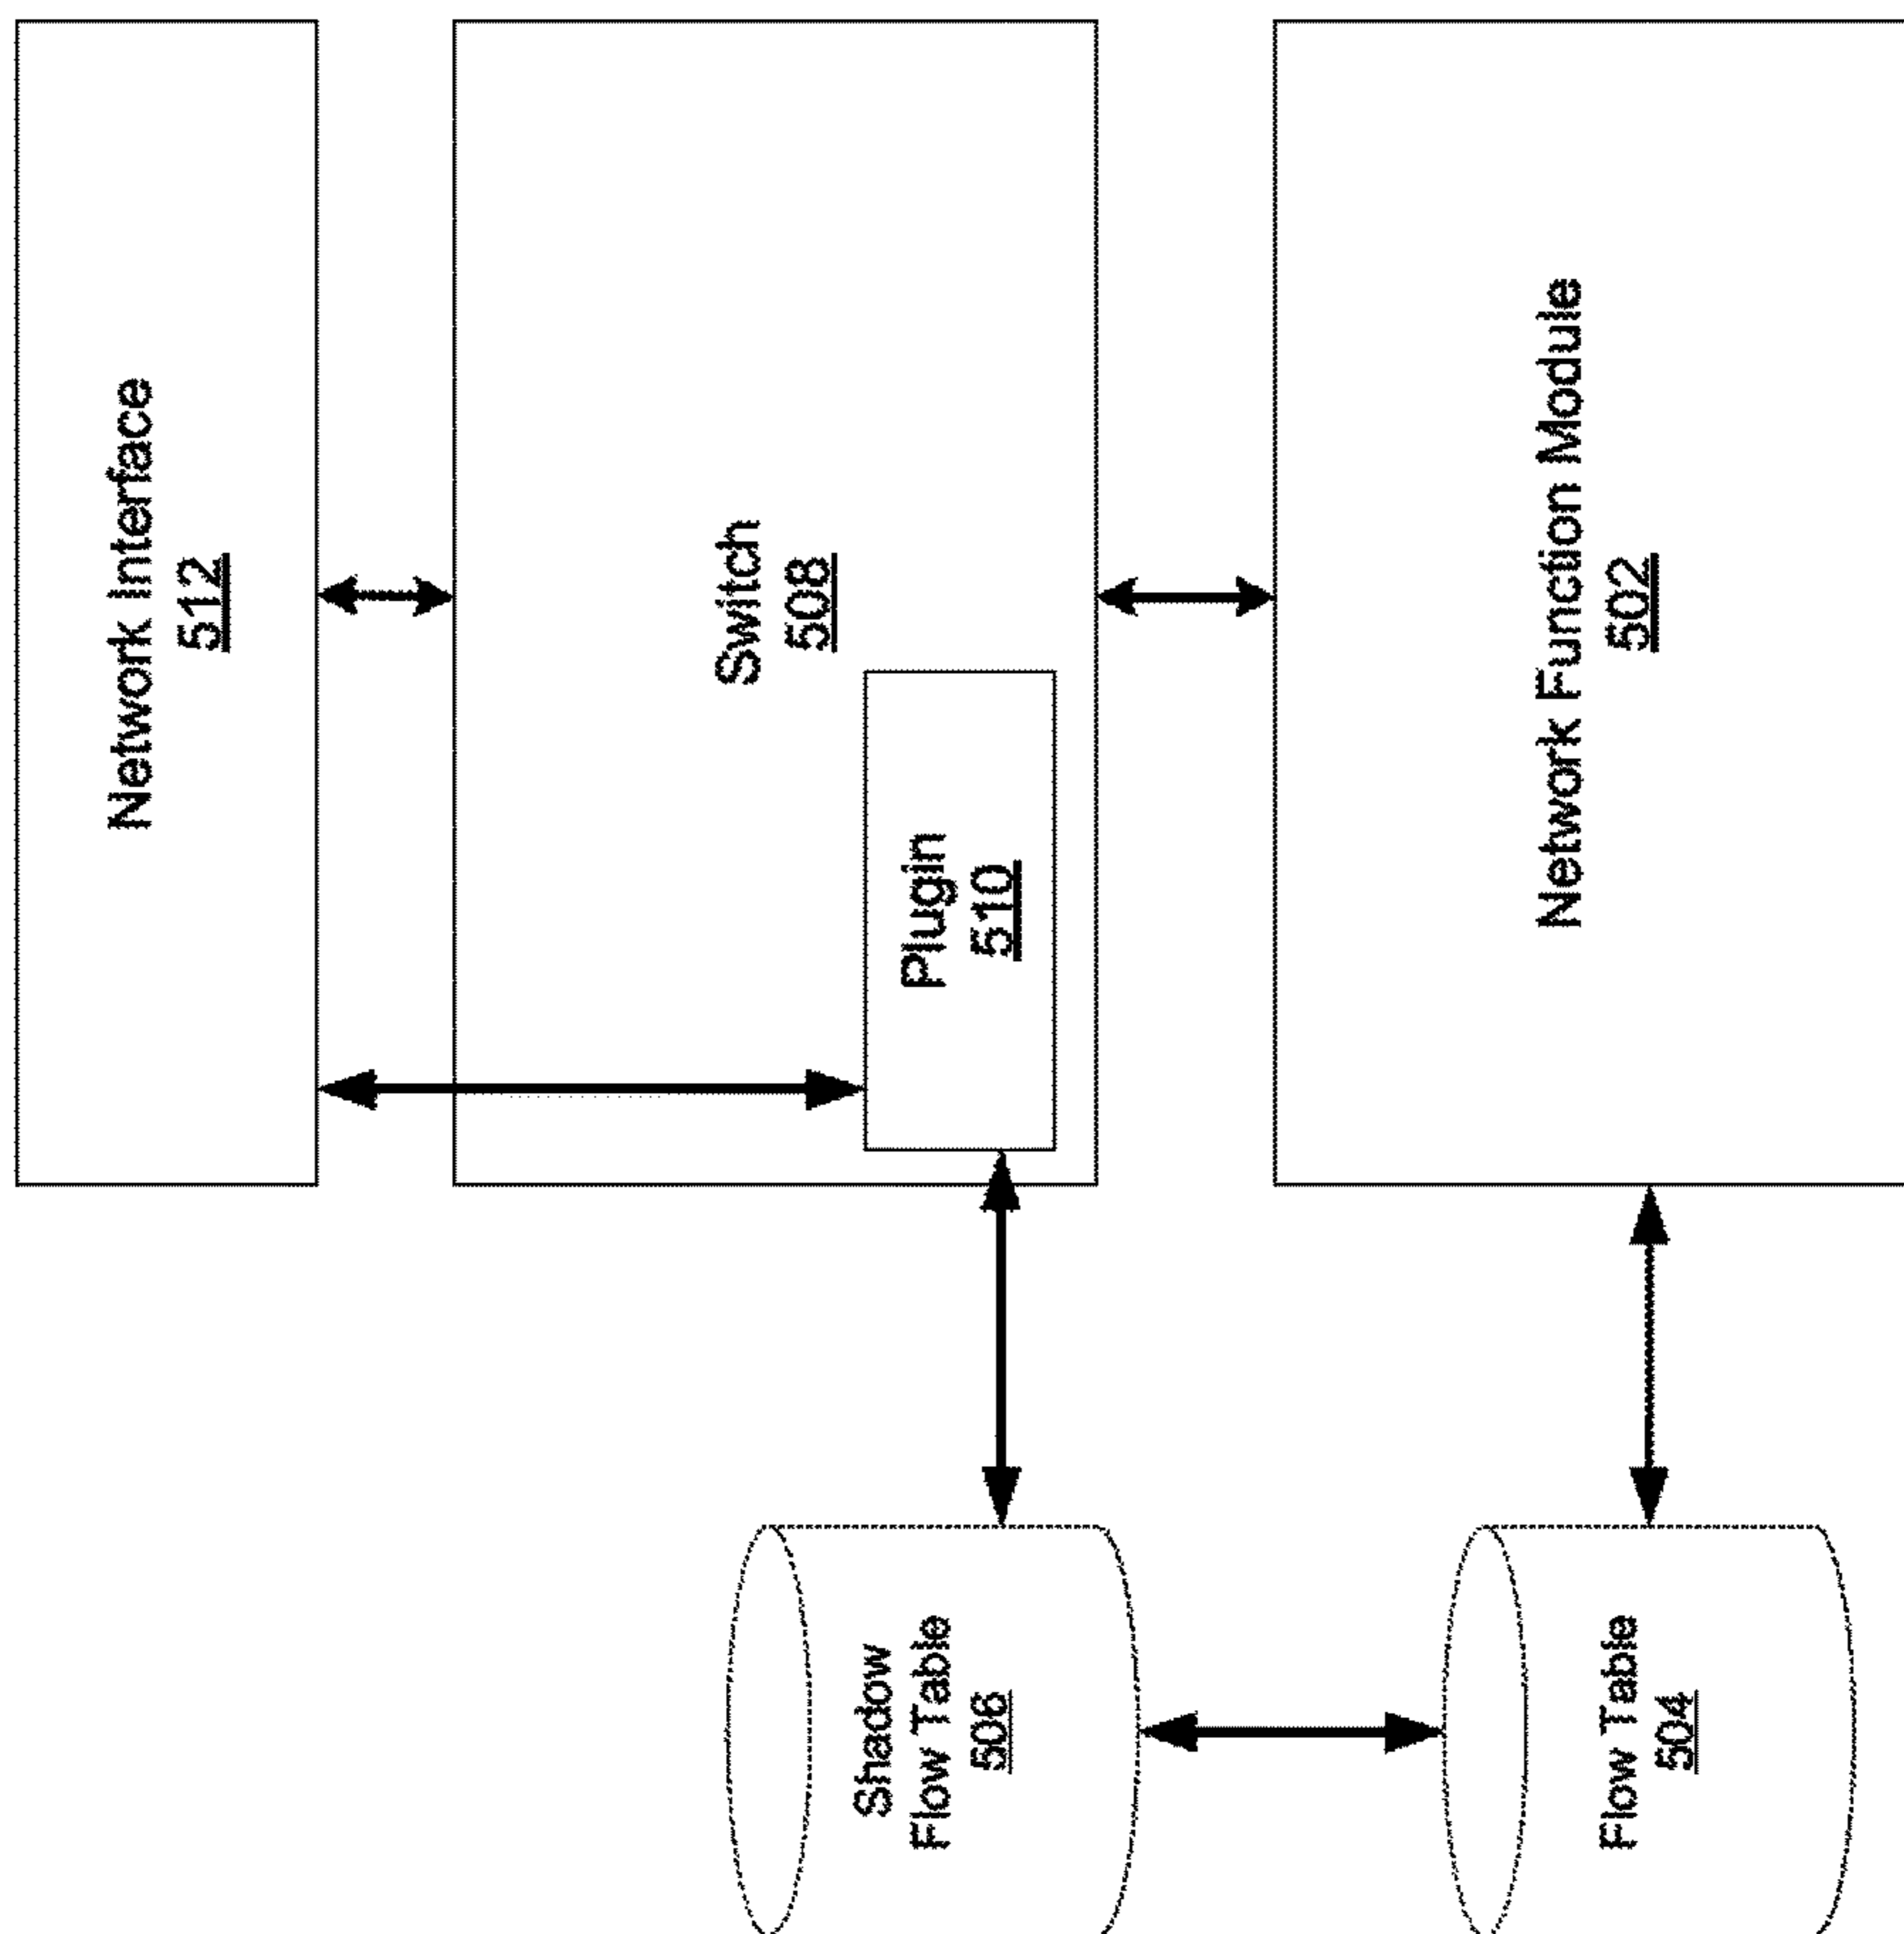 Network Interface
512
Switch
508
Plugin
510
Network Function Module
502
Shadow
Flow Table
506
Flow Table
504